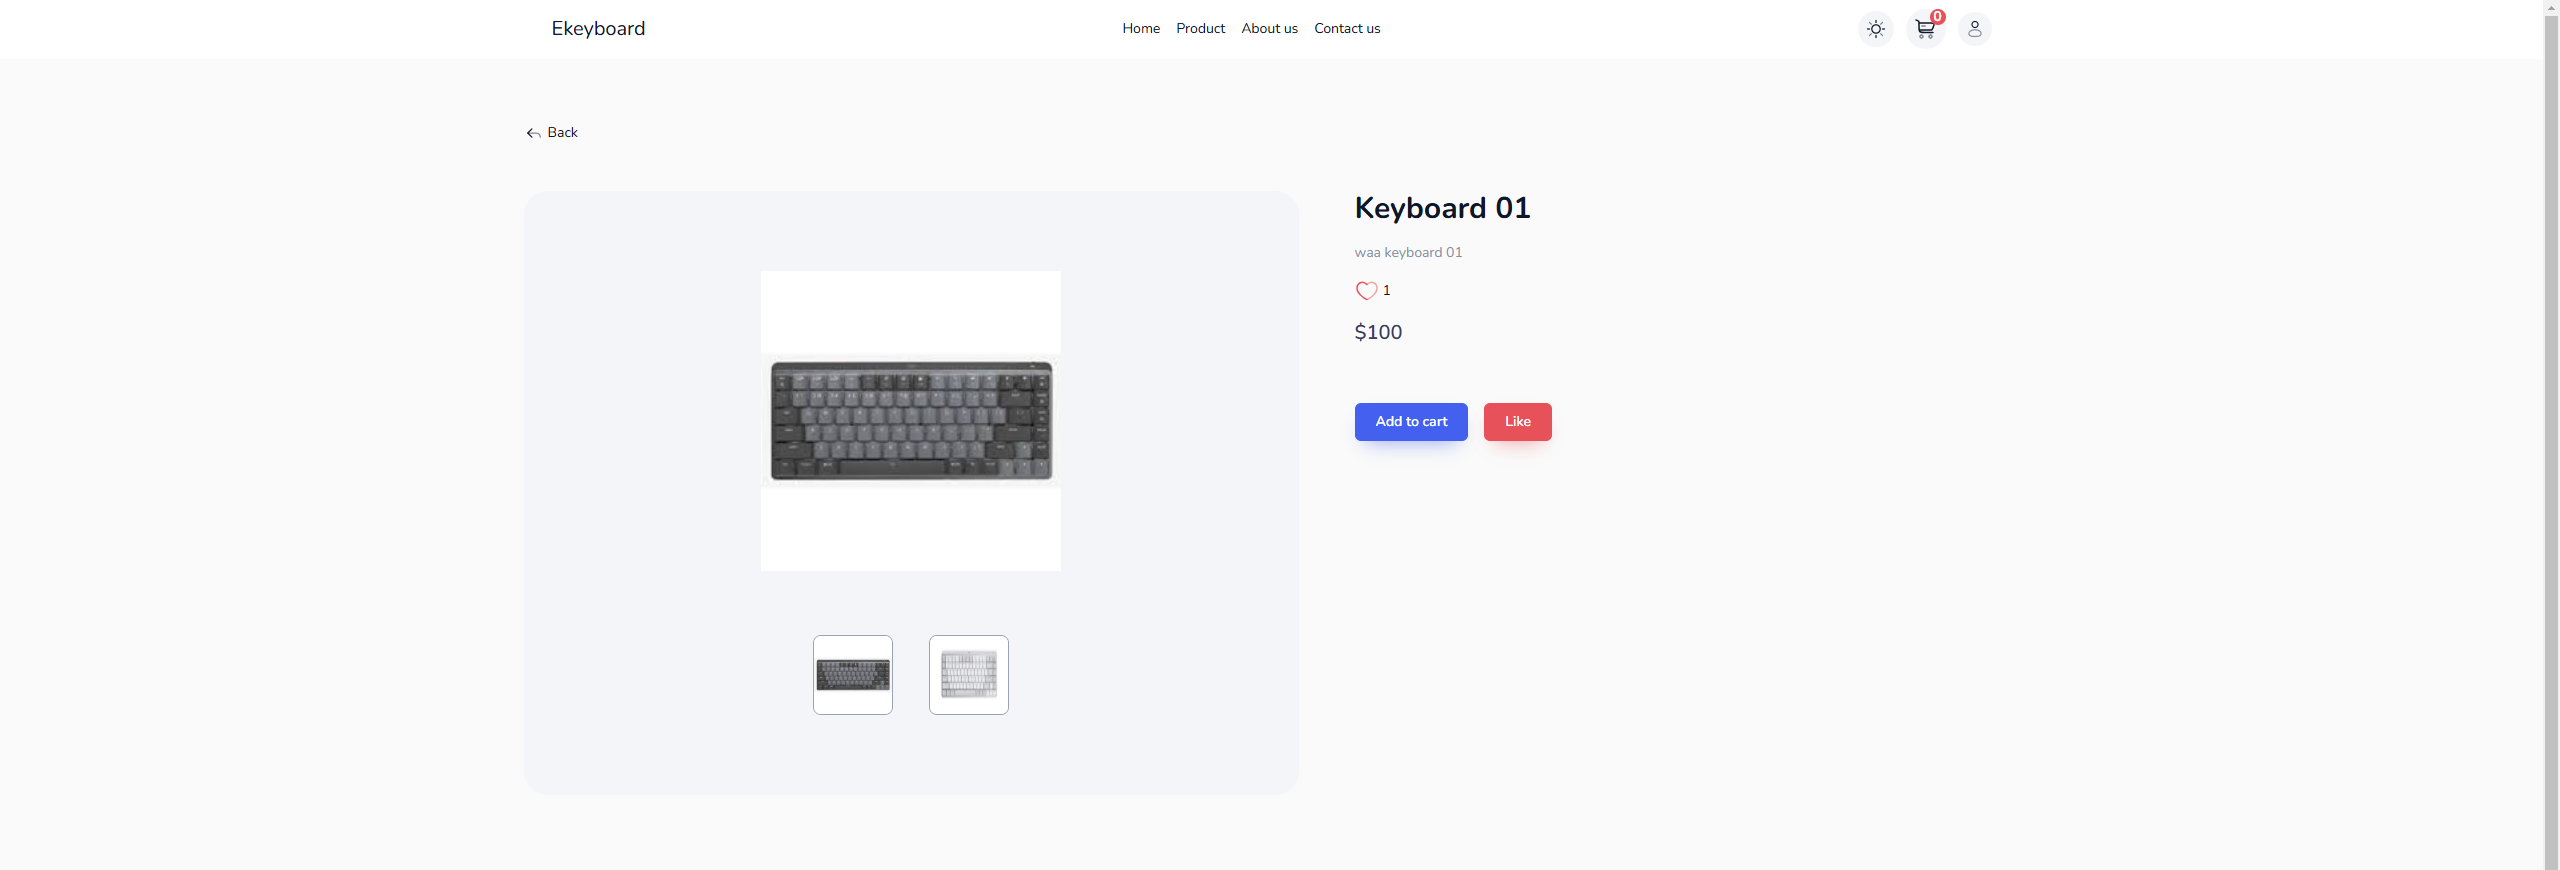 Ekeyboard
Home Product About us Contact us
0
Back
Keyboard 01
waa keyboard 01
1
$100
Add to cart Like